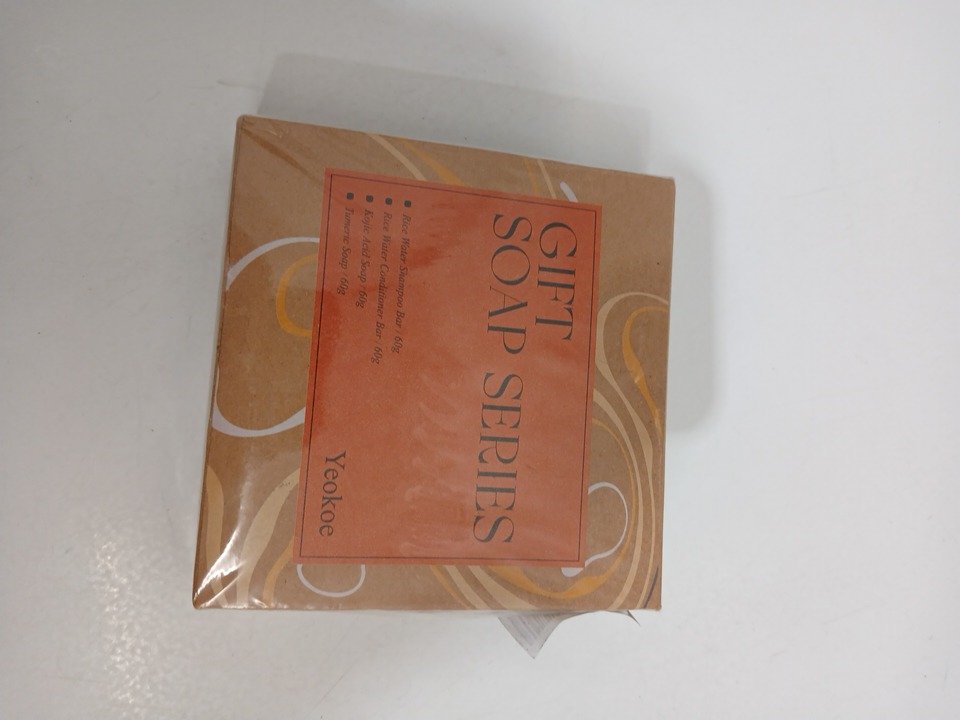 GIFT
SOAP SERIES
Rice Water Shampoo Bar / 60g
Rice Water Conditioner Bar / 60g
Kojic Acid Soap / 60g
Tumeric Soap / 60g
Yeokoe